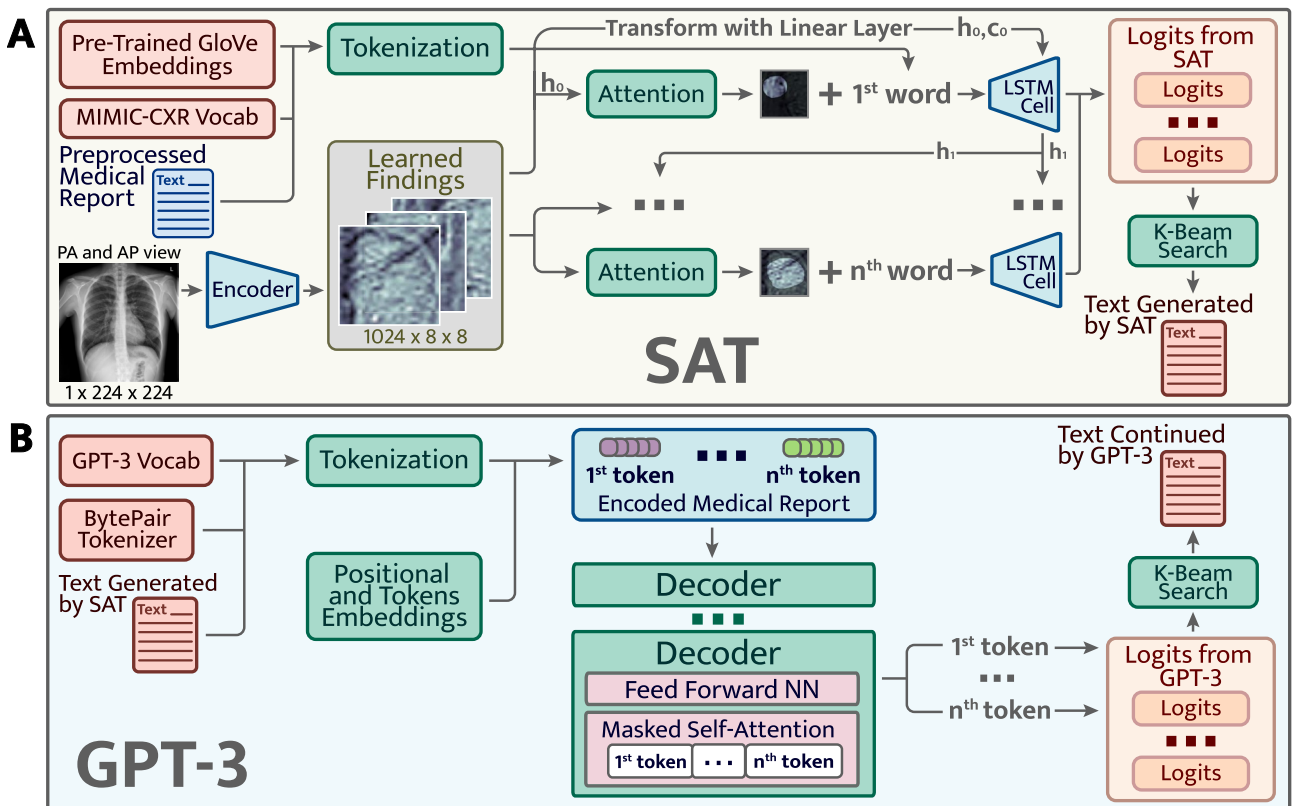 A
Pre-Trained GloVe
Embeddings
MIMIC-CXR Vocab
Preprocessed
Medical
Report
Text
PA and AP view
L
1 x 224 x 224
Encoder
Tokenization
Learned
Findings
1024 x 8 x 8
Transform with Linear Layer
h₀,c₀
h₀
Attention
+ 1st word
LSTM
Cell
h₁
h₁
Attention
+ nth word
LSTM
Cell
SAT
Logits from
SAT
Logits
Logits
K-Beam
Search
Text Generated
by SAT
Text
B
GPT-3 Vocab
BytePair
Tokenizer
Text Generated
by SAT
Text
Tokenization
Positional
and Tokens
Embeddings
1st token
nth token
Encoded Medical Report
Decoder
Decoder
Feed Forward NN
Masked Self-Attention
1st token ... nth token
1st token
...
nth token
Text Continued
by GPT-3
Text
K-Beam
Search
Logits from
GPT-3
Logits
Logits
GPT-3